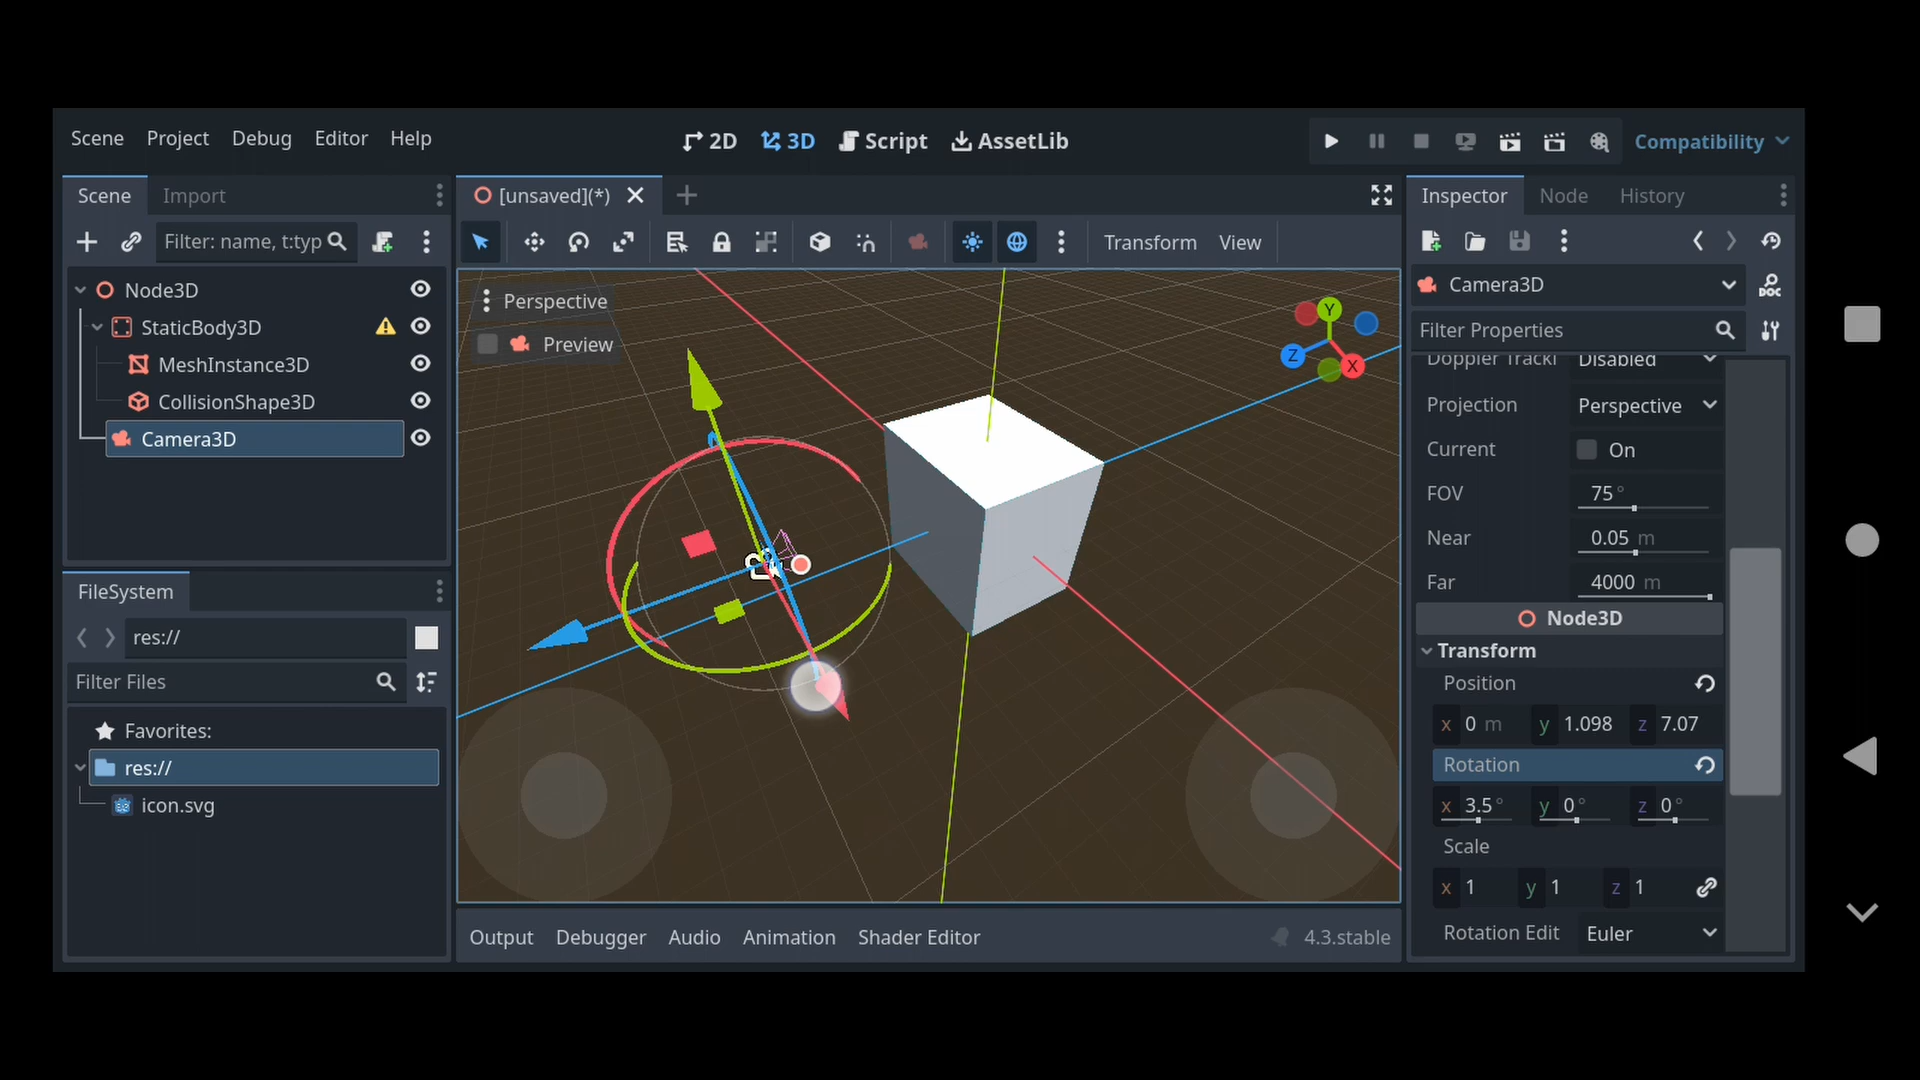 Scene Project Debug Editor Help
2D 3D Script AssetLib
Compatibility
Scene Import
Filter: name, t:typ
Node3D
StaticBody3D
MeshInstance3D
CollisionShape3D
Camera3D
FileSystem
res://
Filter Files
Favorites:
res://
icon.svg
[unsaved](*)
Transform View
Perspective
Preview
Y
Z
X
Output Debugger Audio Animation Shader Editor
4.3.stable
Inspector Node History
Camera3D
DOC
Filter Properties
Doppler Tracki Disabled
Projection Perspective
Current On
FOV 75 °
Near 0.05 m
Far 4000 m
Node3D
Transform
Position
x 0 m y 1.098 z 7.07
Rotation
x 3.5 ° y 0 ° z 0 °
Scale
x 1 y 1 z 1
Rotation Edit Euler